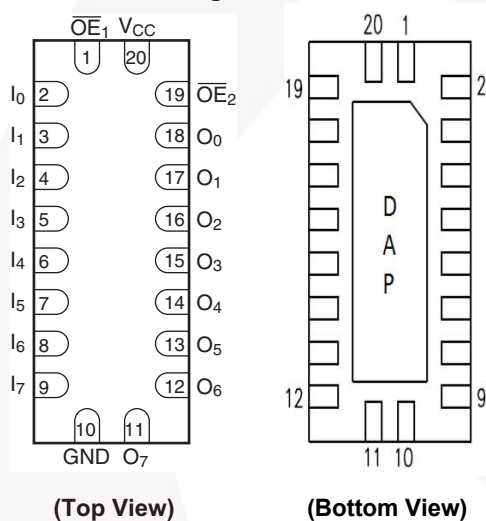 OE1 VCC
1 20
I0 2 19 OE2
I1 3 18 O0
I2 4 17 O1
I3 5 16 O2
I4 6 15 O3
I5 7 14 O4
I6 8 13 O5
I7 9 12 O6
10 11
GND O7
(Top View)
20 1
19 2
D
A
P
12 9
11 10
(Bottom View)